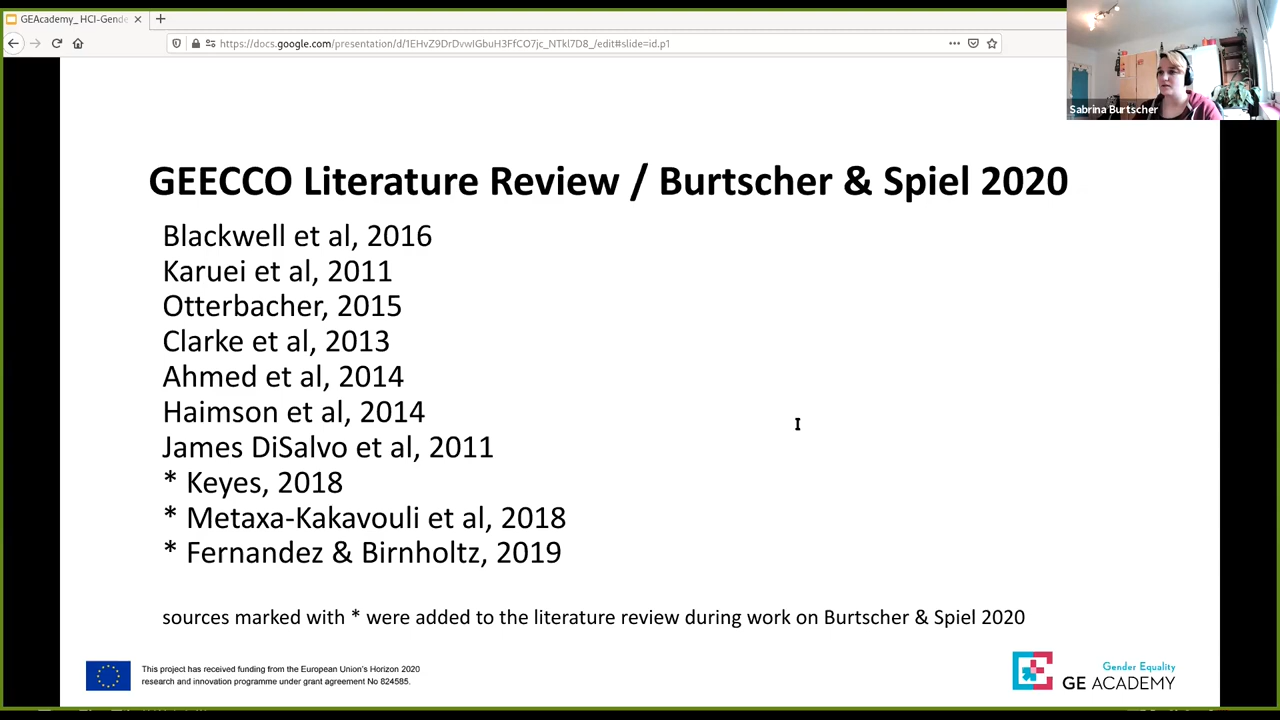 GEAcademy_ HCI-Gende
https://docs.google.com/presentation/d/1EHvZ9DrDvwIGbuH3FfCO7jc_NTkl7D8_/edit#slide=id.p1
Sabrina Burtscher
GEECCO Literature Review / Burtscher & Spiel 2020
Blackwell et al, 2016
Karuei et al, 2011
Otterbacher, 2015
Clarke et al, 2013
Ahmed et al, 2014
Haimson et al, 2014
James DiSalvo et al, 2011
* Keyes, 2018
* Metaxa-Kakavouli et al, 2018
* Fernandez & Birnholtz, 2019
sources marked with * were added to the literature review during work on Burtscher & Spiel 2020
This project has received funding from the European Union's Horizon 2020
research and innovation programme under grant agreement No 824585.
Gender Equality
GE ACADEMY